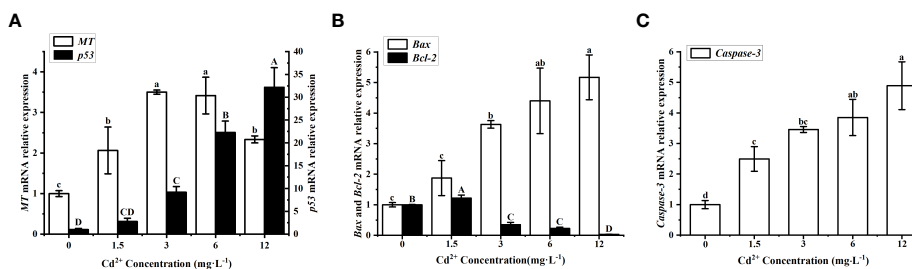 A
MT
p53
MT mRNA relative expression
4
3
2
1
0
c
D
b
CD
a
C
a
B
b
A
40
35
30
25
20
15
10
5
0
p53 mRNA relative expression
0 1.5 3 6 12
Cd²⁺ Concentration (mg·L⁻¹)
B
Bax
Bcl-2
Bax and Bcl-2 mRNA relative expression
6
5
4
3
2
1
0
c
B
c
A
b
C
ab
C
a
D
0 1.5 3 6 12
Cd²⁺ Concentration(mg·L⁻¹)
C
Caspase-3
Caspase-3 mRNA relative expression
6
5
4
3
2
1
0
d
c
bc
ab
a
0 1.5 3 6 12
Cd²⁺ Concentration (mg·L⁻¹)